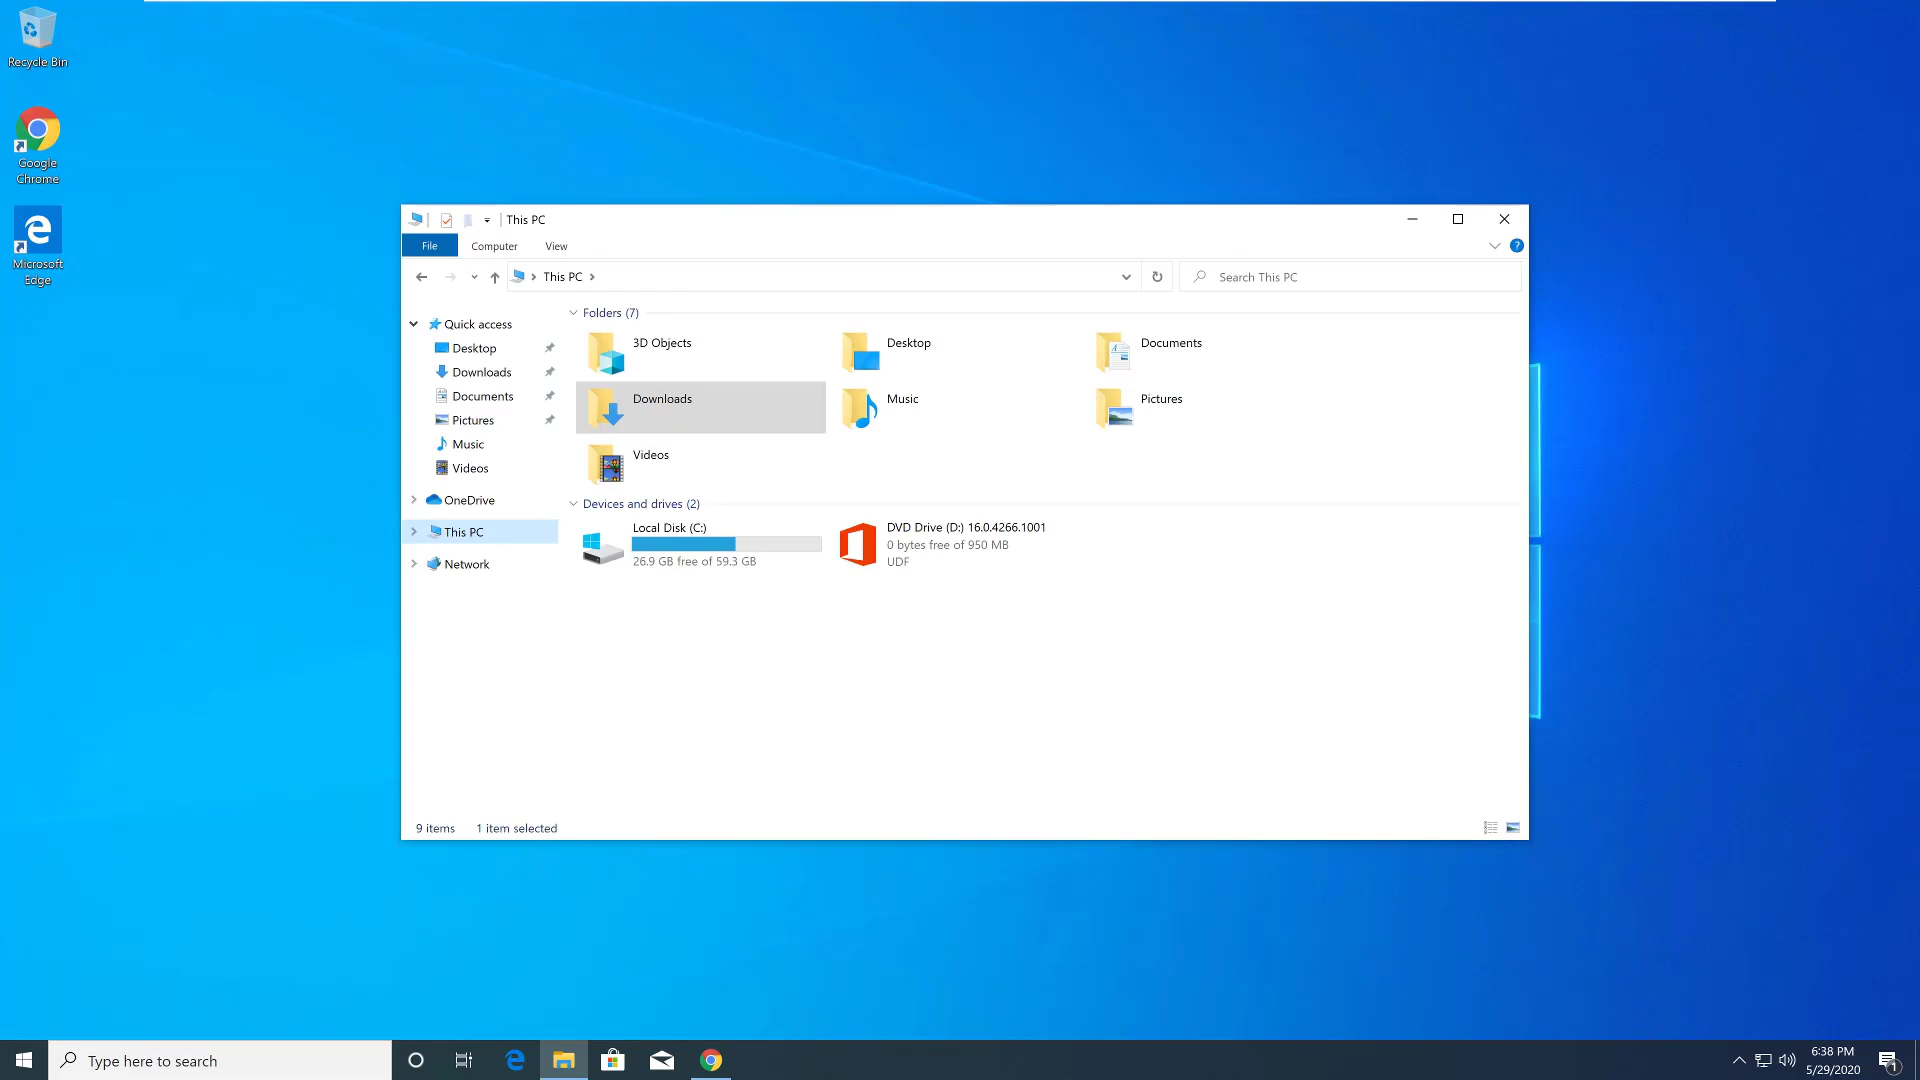 Recycle Bin
Google
Chrome
Microsoft
Edge
This PC
File
Computer
View
This PC
Search This PC
Quick access
Desktop
Downloads
Documents
Pictures
Music
Videos
OneDrive
This PC
Network
Folders (7)
3D Objects
Desktop
Documents
Downloads
Music
Pictures
Videos
Devices and drives (2)
Local Disk (C:)
26.9 GB free of 59.3 GB
DVD Drive (D:) 16.0.4266.1001
0 bytes free of 950 MB
UDF
9 items
1 item selected
Type here to search
6:38 PM
5/29/2020
1